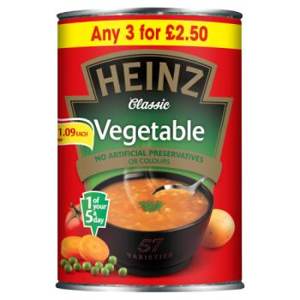 Any 3 for £2.50
HEINZ
Classic
1.09 EACH
Vegetable
NO ARTIFICIAL PRESERVATIVES
OR COLOURS
1 of
your
5
a day
57
VARIETIES